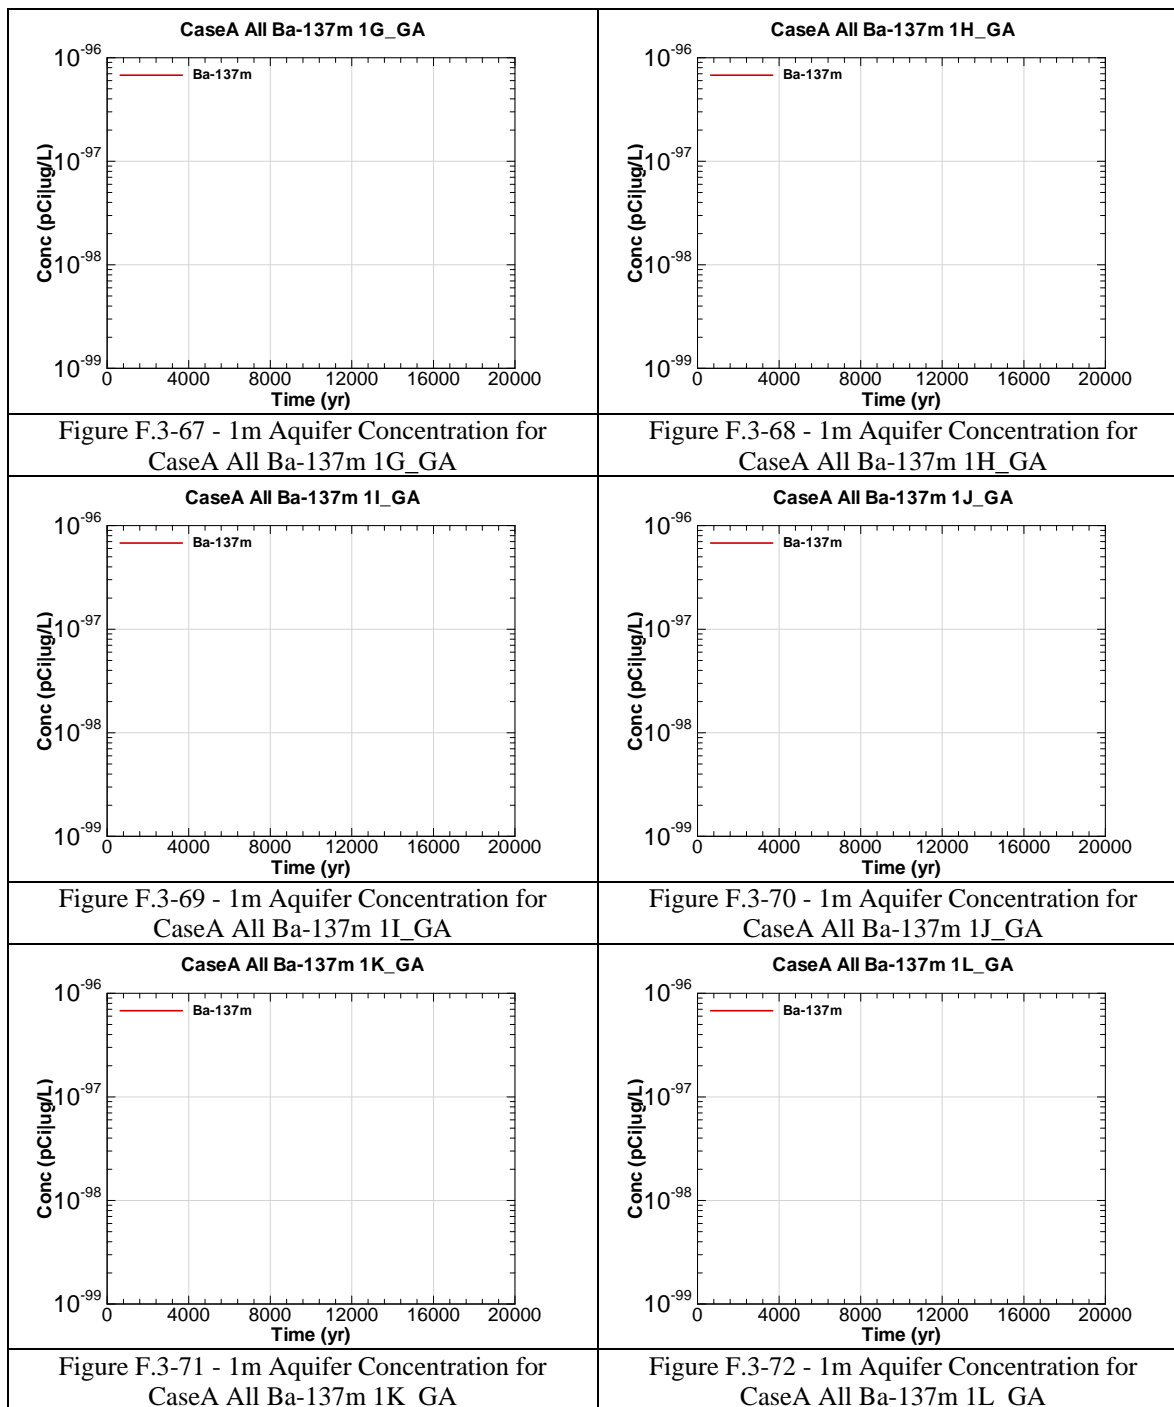 CaseA All Ba-137m 1G_GA
Ba-137m
Conc (pCi|ug/L)
10^-96
10^-97
10^-98
10^-99
0 4000 8000 12000 16000 20000
Time (yr)
Figure F.3-67 - 1m Aquifer Concentration for
CaseA All Ba-137m 1G_GA
CaseA All Ba-137m 1H_GA
Ba-137m
Conc (pCi|ug/L)
10^-96
10^-97
10^-98
10^-99
0 4000 8000 12000 16000 20000
Time (yr)
Figure F.3-68 - 1m Aquifer Concentration for
CaseA All Ba-137m 1H_GA
CaseA All Ba-137m 1I_GA
Ba-137m
Conc (pCi|ug/L)
10^-96
10^-97
10^-98
10^-99
0 4000 8000 12000 16000 20000
Time (yr)
Figure F.3-69 - 1m Aquifer Concentration for
CaseA All Ba-137m 1I_GA
CaseA All Ba-137m 1J_GA
Ba-137m
Conc (pCi|ug/L)
10^-96
10^-97
10^-98
10^-99
0 4000 8000 12000 16000 20000
Time (yr)
Figure F.3-70 - 1m Aquifer Concentration for
CaseA All Ba-137m 1J_GA
CaseA All Ba-137m 1K_GA
Ba-137m
Conc (pCi|ug/L)
10^-96
10^-97
10^-98
10^-99
0 4000 8000 12000 16000 20000
Time (yr)
Figure F.3-71 - 1m Aquifer Concentration for
CaseA All Ba-137m 1K_GA
CaseA All Ba-137m 1L_GA
Ba-137m
Conc (pCi|ug/L)
10^-96
10^-97
10^-98
10^-99
0 4000 8000 12000 16000 20000
Time (yr)
Figure F.3-72 - 1m Aquifer Concentration for
CaseA All Ba-137m 1L_GA